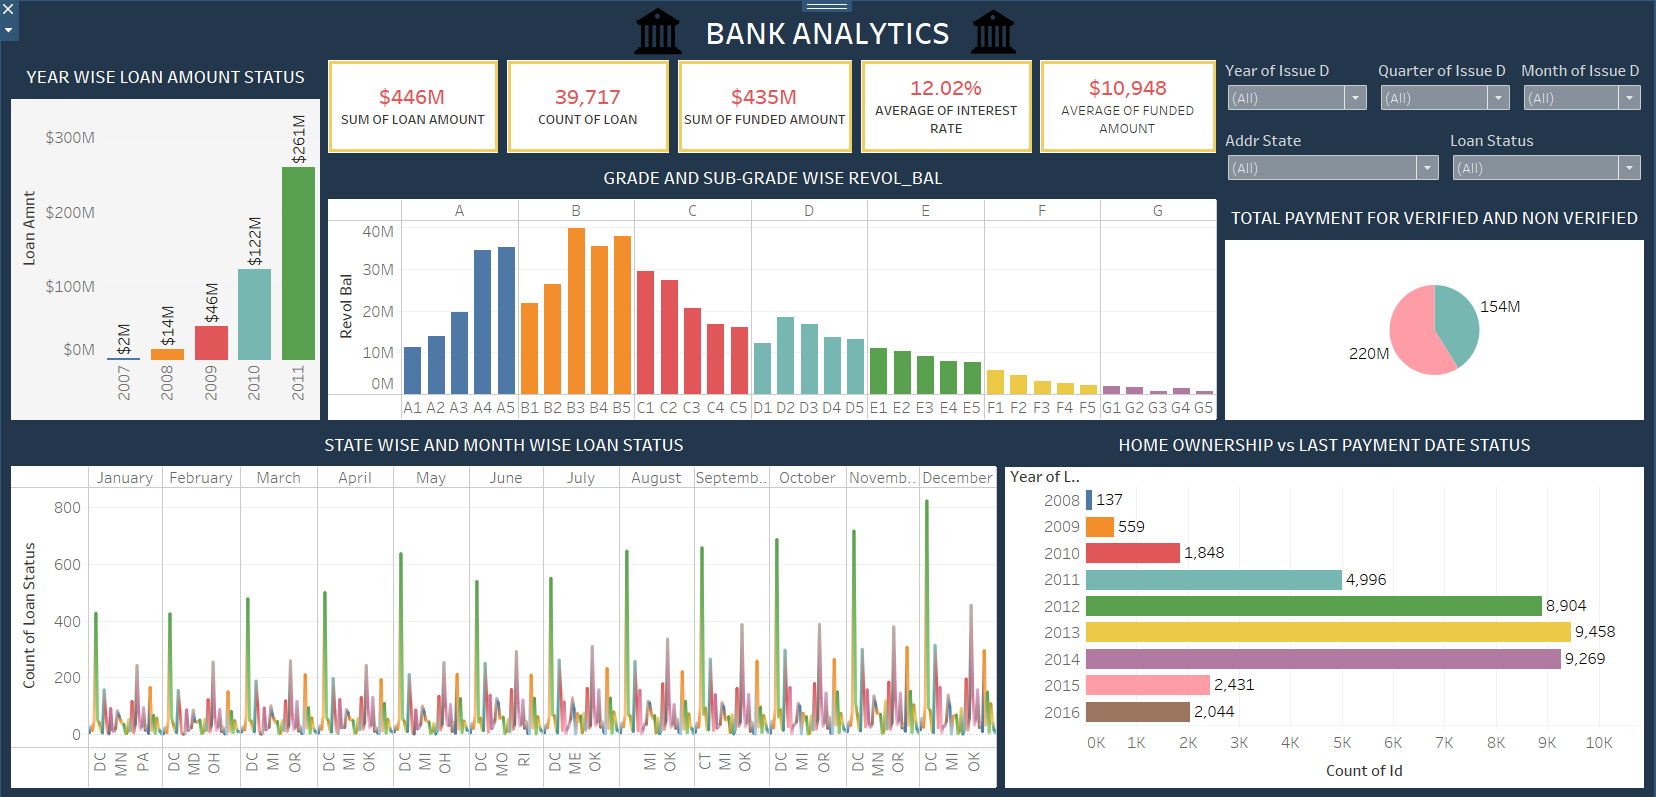 BANK ANALYTICS
YEAR WISE LOAN AMOUNT STATUS
$300M
$200M
$100M
$0M
Loan Amnt
$2M
$14M
$46M
$122M
$261M
2007
2008
2009
2010
2011
$446M
SUM OF LOAN AMOUNT
39,717
COUNT OF LOAN
$435M
SUM OF FUNDED AMOUNT
12.02%
AVERAGE OF INTEREST
RATE
$10,948
AVERAGE OF FUNDED
AMOUNT
Year of Issue D
Quarter of Issue D
Month of Issue D
(All)
(All)
(All)
Addr State
Loan Status
(All)
(All)
GRADE AND SUB-GRADE WISE REVOL_BAL
A B C D E F G
40M
30M
20M
10M
0M
Revol Bal
A1 A2 A3 A4 A5 B1 B2 B3 B4 B5 C1 C2 C3 C4 C5 D1 D2 D3 D4 D5 E1 E2 E3 E4 E5 F1 F2 F3 F4 F5 G1 G2 G3 G4 G5
TOTAL PAYMENT FOR VERIFIED AND NON VERIFIED
154M
220M
STATE WISE AND MONTH WISE LOAN STATUS
January February March April May June July August Septemb.. October Novemb.. December
800
600
400
200
0
Count of Loan Status
DC MN PA DC MD OH DC MI OR DC MI OK DC MI OH DC MO RI DC ME OK MI OK CT MI OK DC MI OR DC MN OR DC MI OK
HOME OWNERSHIP vs LAST PAYMENT DATE STATUS
Year of L..
2008 137
2009 559
2010 1,848
2011 4,996
2012 8,904
2013 9,458
2014 9,269
2015 2,431
2016 2,044
0K 1K 2K 3K 4K 5K 6K 7K 8K 9K 10K
Count of Id